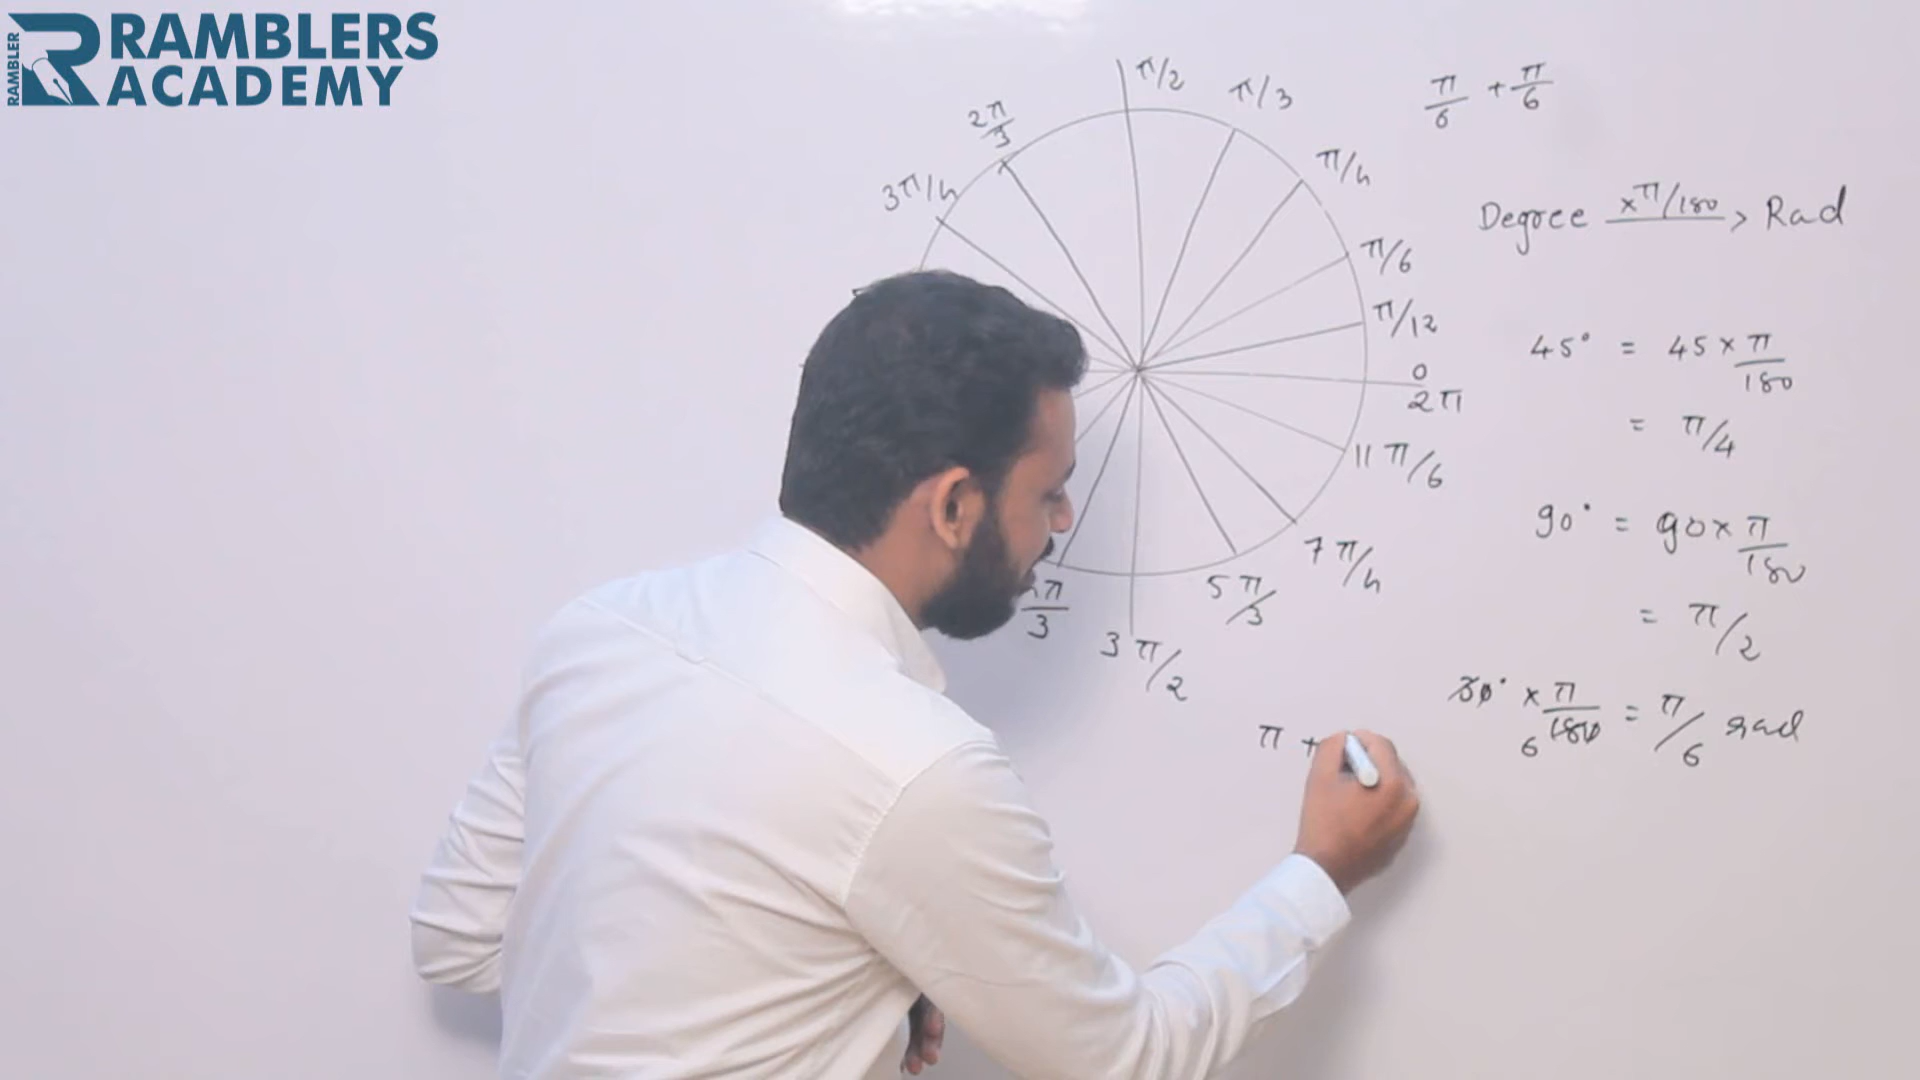 RAMBLER
RAMBLERS
ACADEMY
π/2
π/3
2π/3
3π/4
π/4
π/6
π/12
0
2π
11π/6
7π/4
5π/3
3π/2
π/6 + π/6
Degree ×π/180 > Rad
45° = 45 × π/180
= π/4
90° = 90 × π/180
= π/2
30° × π/180 = π/6 rad
6
π +